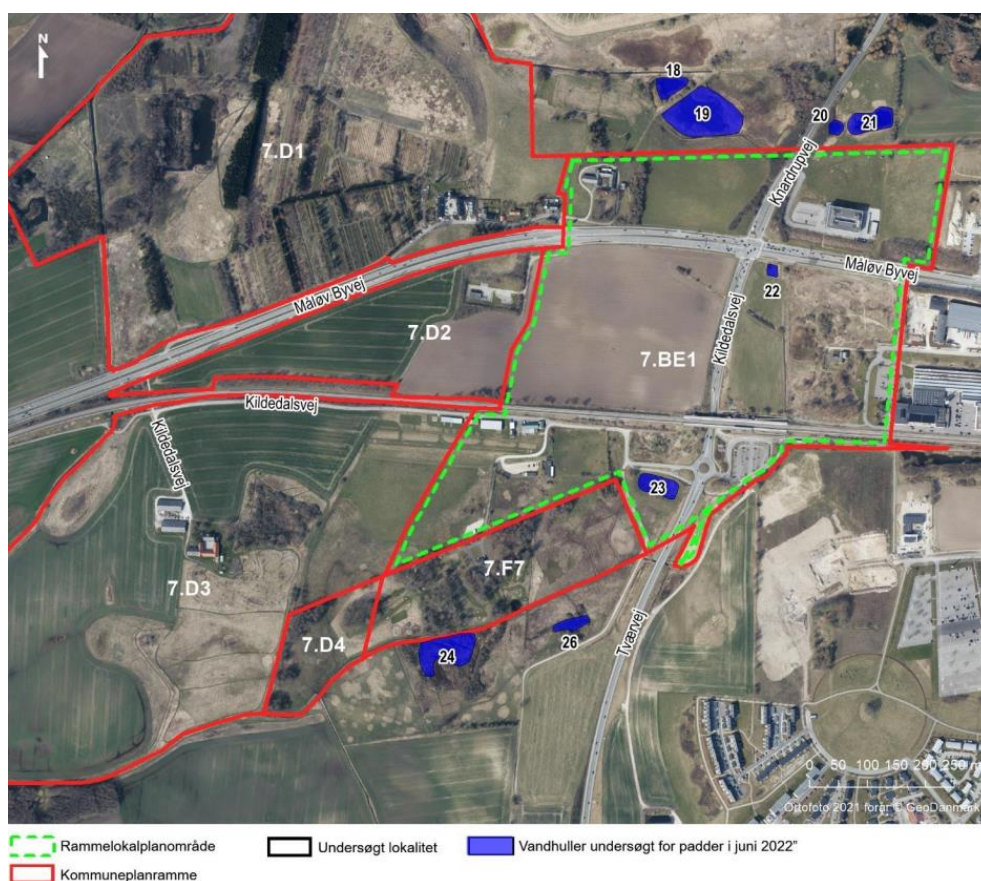 N
18
19
20
21
7.D1
Knardrupvej
Måløv Byvej
Måløv Byvej
22
7.D2
7.BE1
Kildedalsvej
Kildedalsvej
Kildedalsvej
23
7.F7
7.D3
7.D4
24
26
Tværvej
0 50 100 150 200 250 m
Ortofoto 2021 forår © GeoDanmark
Rammelokalplanområde Undersøgt lokalitet Vandhuller undersøgt for padder i juni 2022"
Kommuneplanramme